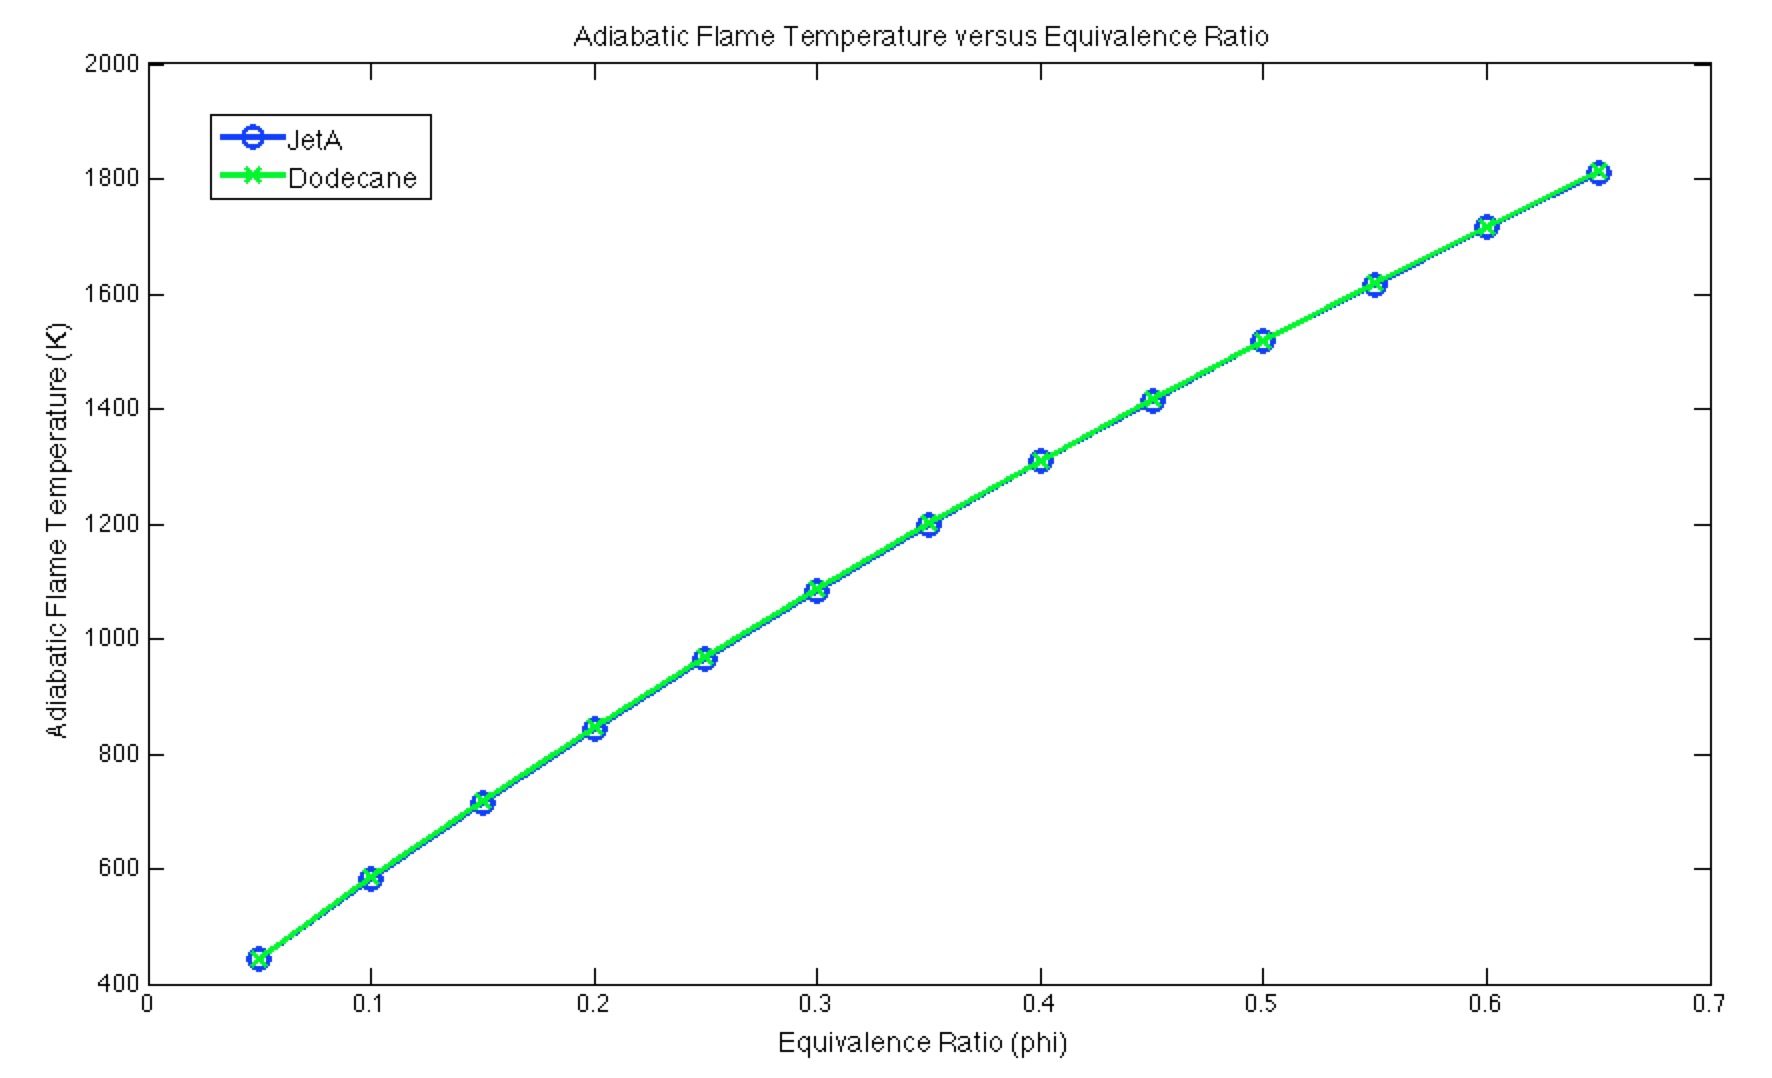 Adiabatic Flame Temperature versus Equivalence Ratio
2000
1800
1600
1400
1200
1000
800
600
400
Adiabatic Flame Temperature (K)
JetA
Dodecane
0 0.1 0.2 0.3 0.4 0.5 0.6 0.7
Equivalence Ratio (phi)